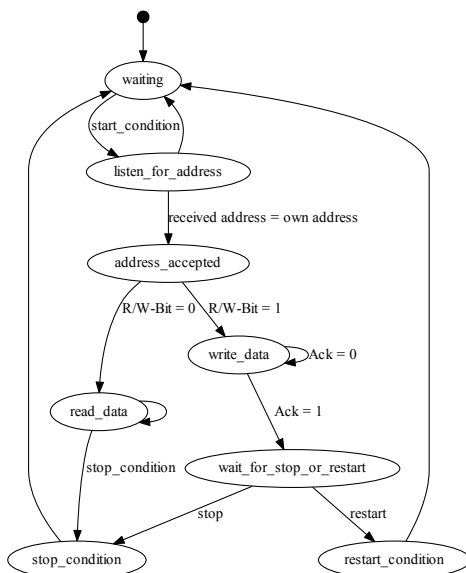 waiting
start_condition
listen_for_address
received address = own address
address_accepted
R/W-Bit = 0
R/W-Bit = 1
write_data
Ack = 0
read_data
Ack = 1
stop_condition
wait_for_stop_or_restart
stop
restart
stop_condition
restart_condition